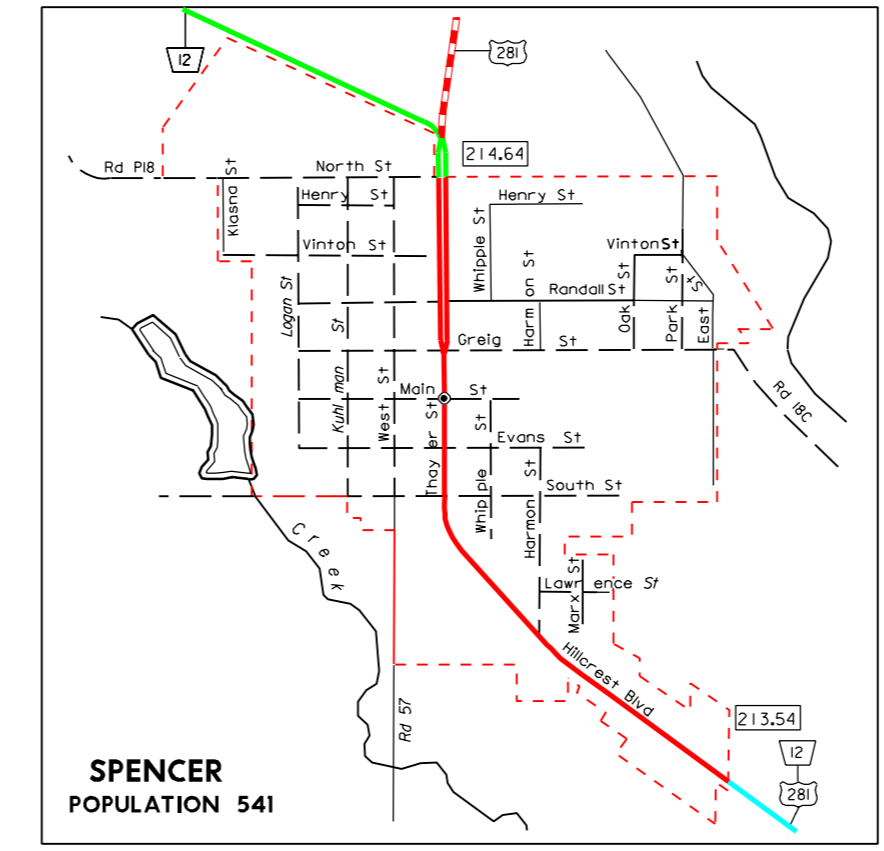 12
281
214.64
Rd P18
North St
Klasna St
Henry St
Henry St
Whipple St
Vinton St
Vinton St
Harmon St
Oak St
Park St
St
East
Logan St
Randall St
Kuhlman St
Greig St
West St
Main St
Rd 18C
Thayer St
Evans St
Whipple St
South St
Harmon St
Creek
Lawrence St
Marx St
Hillcrest Blvd
Rd 57
213.54
12
281
SPENCER
POPULATION 541